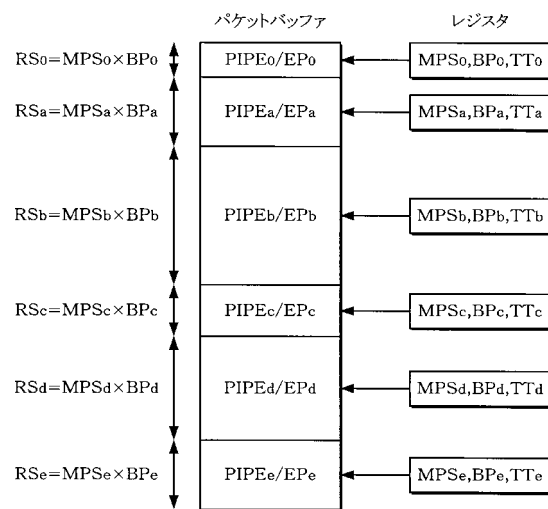 パケットバッファ レジスタ
RS0=MPS0×BP0 PIPE0/EP0 MPS0,BP0,TT0
RSa=MPSa×BPa PIPEa/EPa MPSa,BPa,TTa
RSb=MPSb×BPb PIPEb/EPb MPSb,BPb,TTb
RSc=MPSc×BPc PIPEc/EPc MPSc,BPc,TTc
RSd=MPSd×BPd PIPEd/EPd MPSd,BPd,TTd
RSe=MPSe×BPe PIPEe/EPe MPSe,BPe,TTe